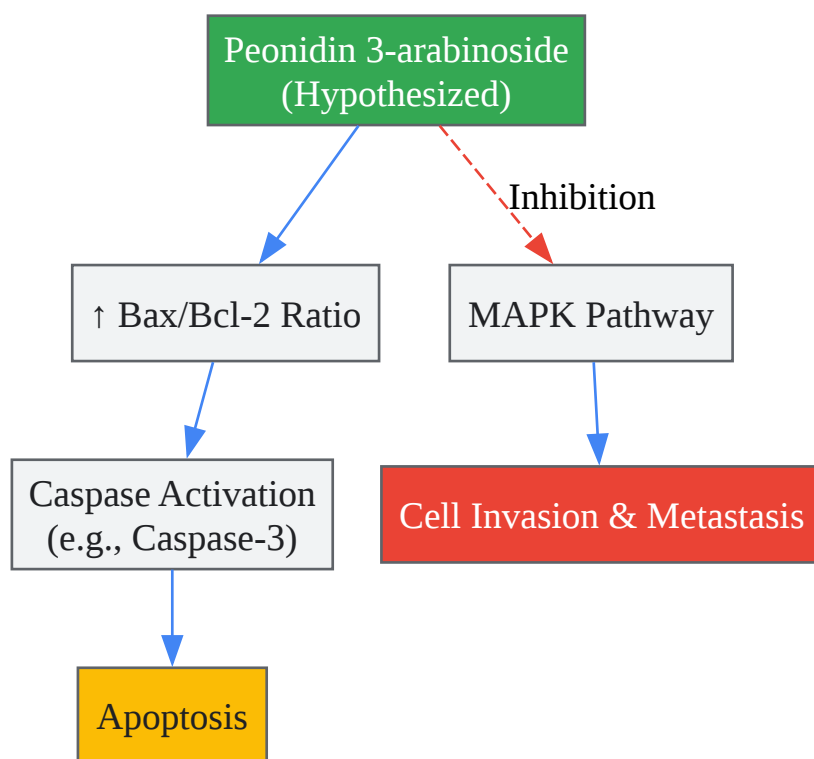 Peonidin 3-arabinoside
(Hypothesized)
Inhibition
↑ Bax/Bcl-2 Ratio
MAPK Pathway
Caspase Activation
(e.g., Caspase-3)
Cell Invasion & Metastasis
Apoptosis